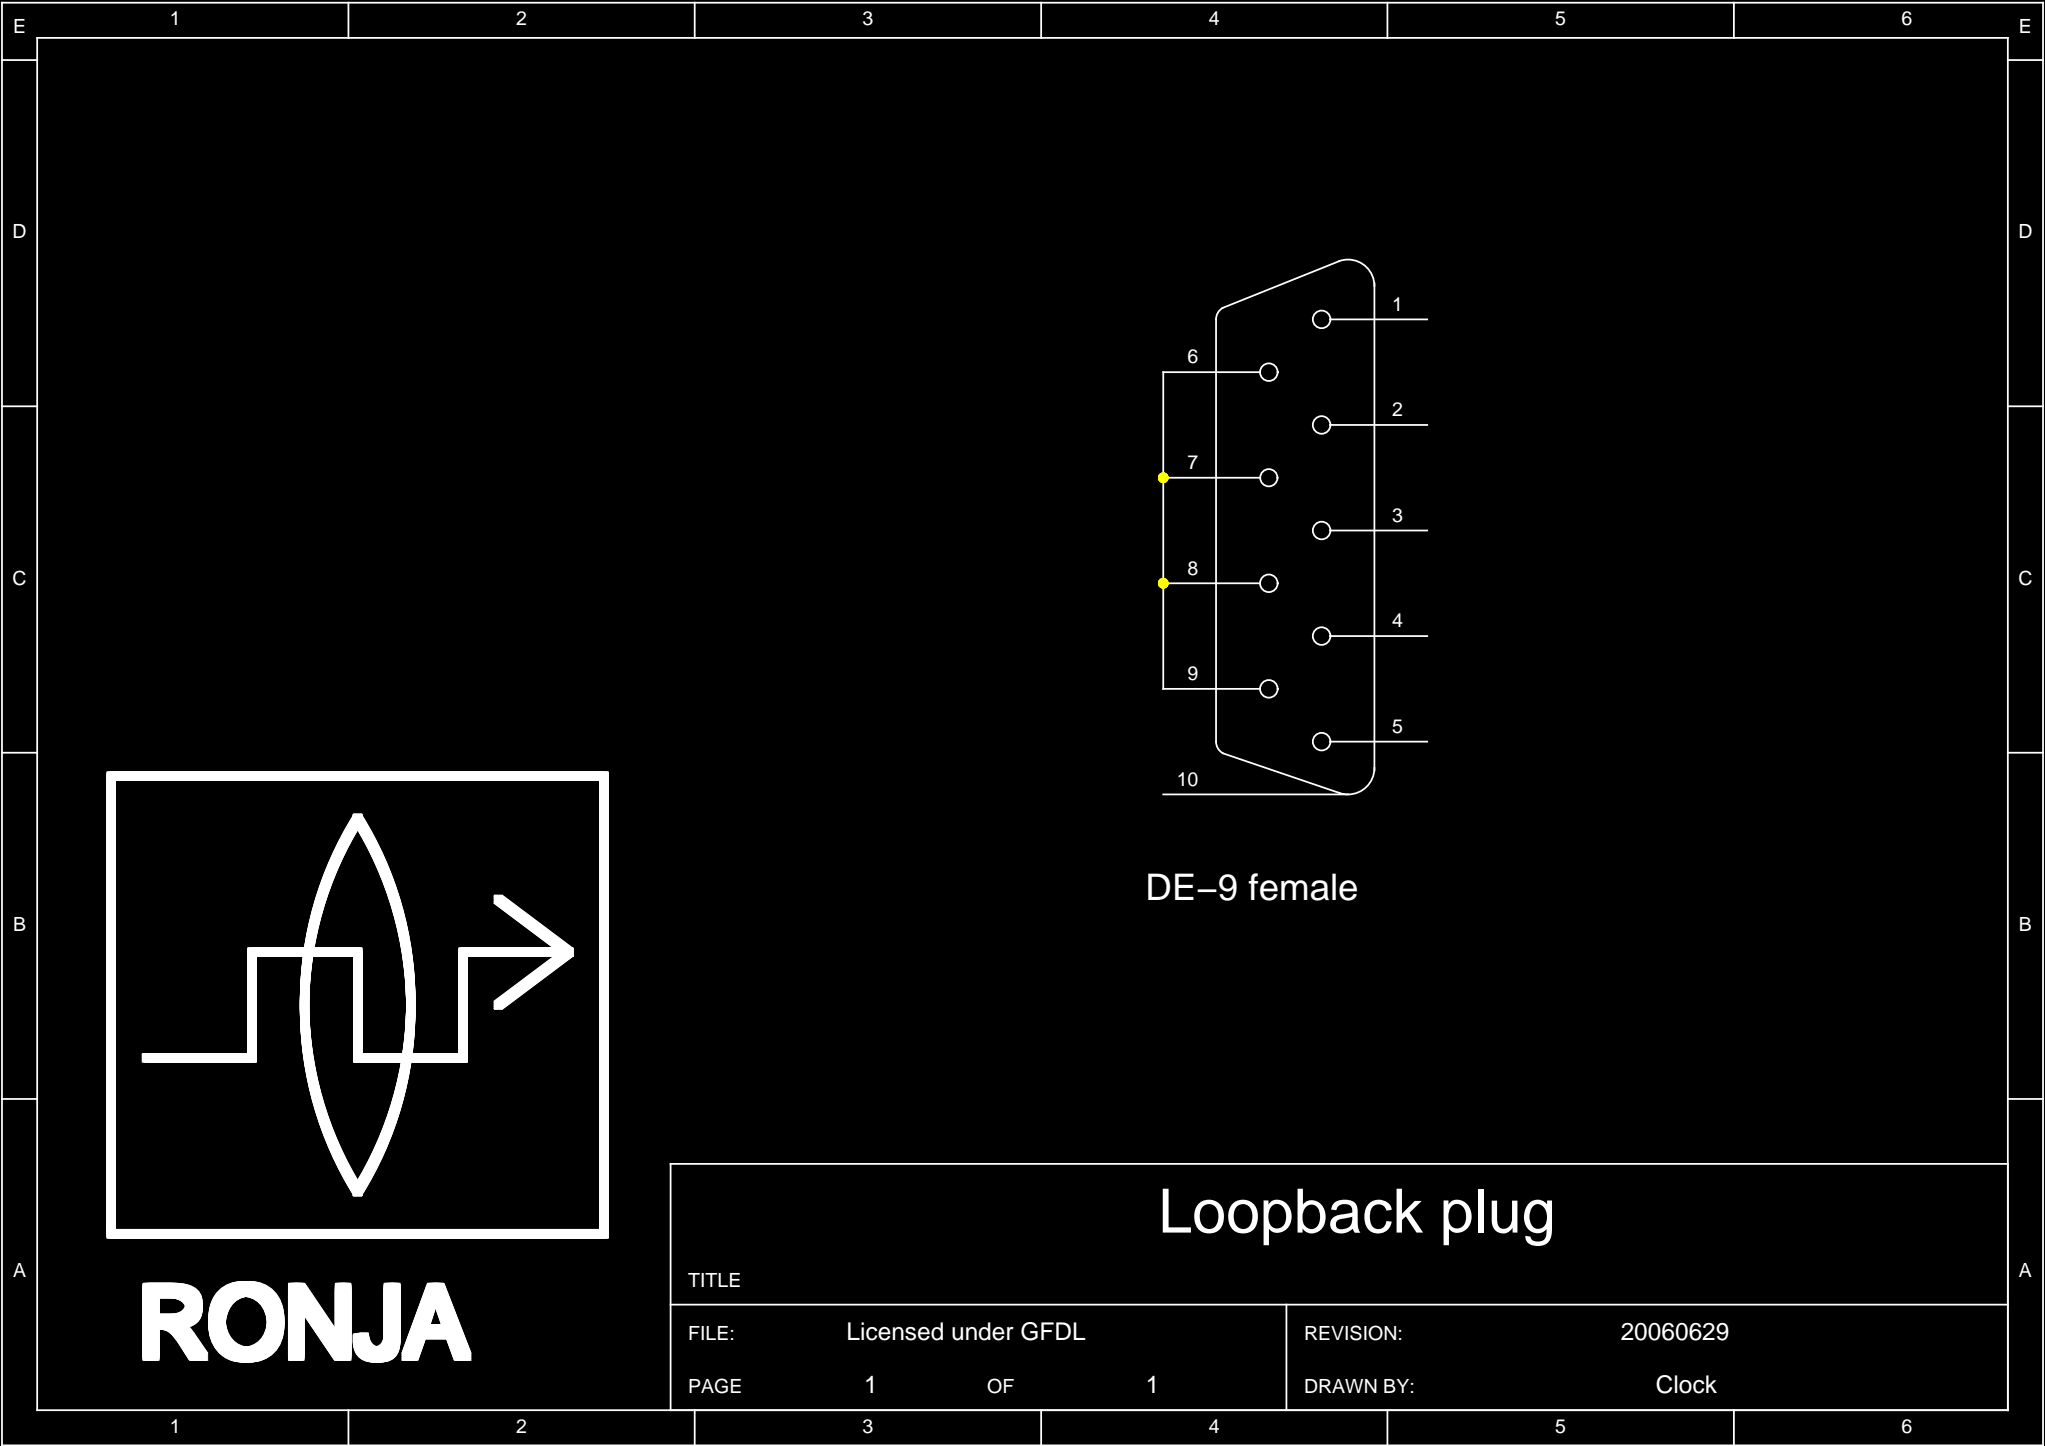 1 2 3 4 5 6
E E
D D
C C
B B
A A
1
6
2
7
3
8
4
9
5
10
DE−9 female
RONJA
Loopback plug
TITLE
FILE: Licensed under GFDL REVISION: 20060629
PAGE 1 OF 1 DRAWN BY: Clock
1 2 3 4 5 6